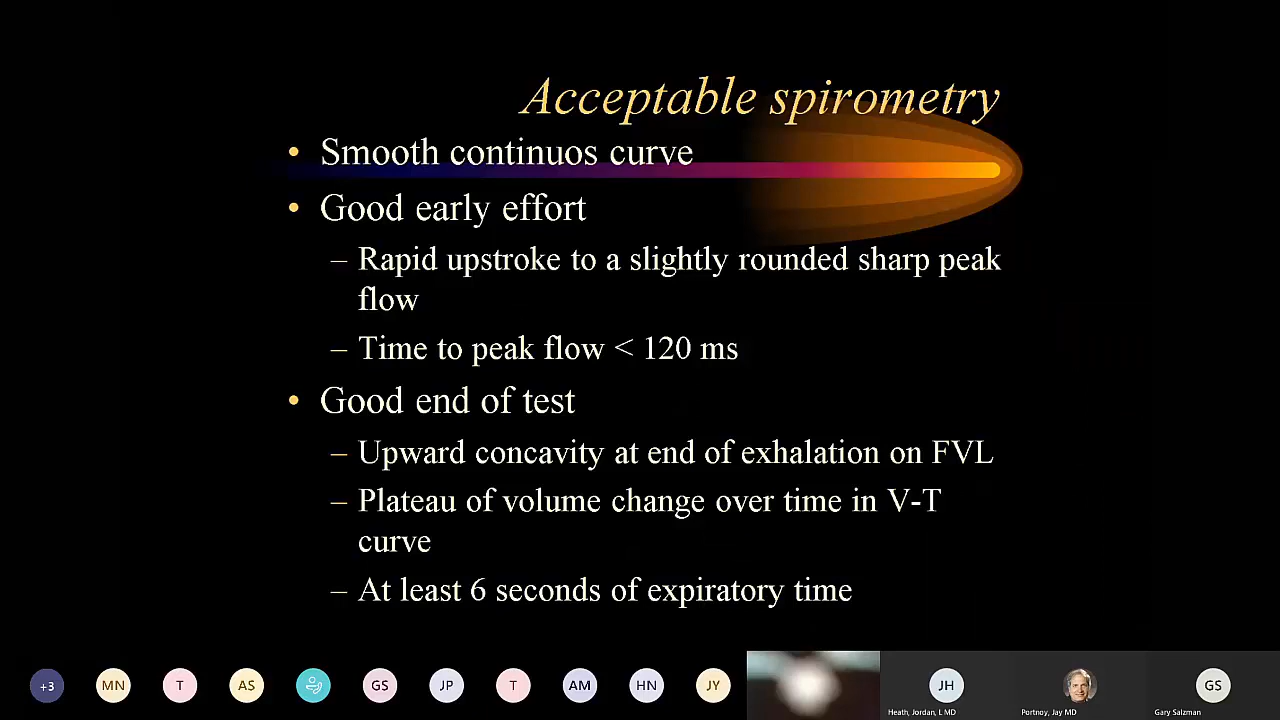 Acceptable spirometry
• Smooth continuos curve
• Good early effort
– Rapid upstroke to a slightly rounded sharp peak
flow
– Time to peak flow < 120 ms
• Good end of test
– Upward concavity at end of exhalation on FVL
– Plateau of volume change over time in V-T
curve
– At least 6 seconds of expiratory time
+3 MN T AS GS JP T AM HN JY JH GS
Heath, Jordan, L MD Portnoy, Jay MD Gary Salzman